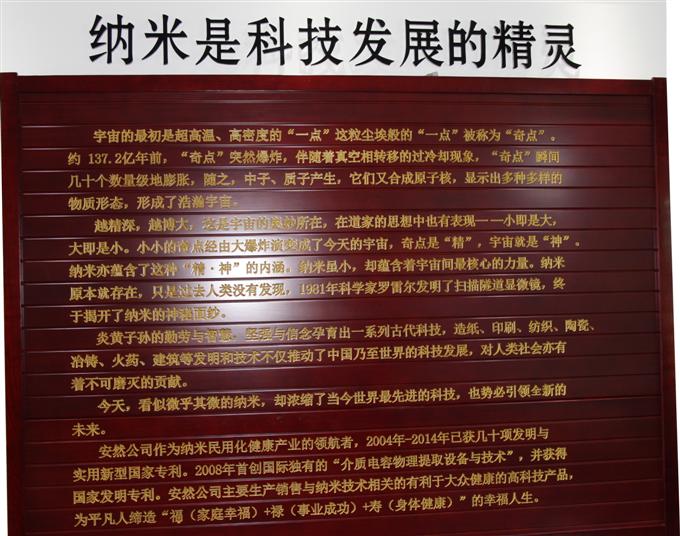 纳米是科技发展的精灵
宇宙的最初是超高温、高密度的“一点”这粒尘埃般的“一点”被称为“奇点”。
约 137.2亿年前，“奇点”突然爆炸，伴随着真空相转移的过冷却现象，“奇点”瞬间
几十个数量级地膨胀，随之，中子、质子产生，它们又合成原子核，显示出多种多样的
物质形态，形成了浩瀚宇宙。
越精深，越博大，这是宇宙的奥妙所在，在道家的思想中也有表现——小即是大，
大即是小。小小的奇点经由大爆炸演变成了今天的宇宙，奇点是“精”，宇宙就是“神”。
纳米亦蕴含了这种“精·神”的内涵。纳米虽小，却蕴含着宇宙间最核心的力量。纳米
原本就存在，只是过去人类没有发现，1981年科学家罗雷尔发明了扫描隧道显微镜，终
于揭开了纳米的神秘面纱。
炎黄子孙的勤劳与智慧、坚强与信念孕育出一系列古代科技，造纸、印刷、纺织、陶瓷、
冶铸、火药、建筑等发明和技术不仅推动了中国乃至世界的科技发展，对人类社会亦有
着不可磨灭的贡献。
今天，看似微乎其微的纳米，却浓缩了当今世界最先进的科技，也势必引领全新的
未来。
安然公司作为纳米民用化健康产业的领航者，2004年-2014年已获几十项发明与
实用新型国家专利。2008年首创国际独有的“介质电容物理提取设备与技术”，并获得
国家发明专利。安然公司主要生产销售与纳米技术相关的有利于大众健康的高科技产品，
为平凡人缔造“福（家庭幸福）+禄（事业成功）+寿（身体健康）”的幸福人生。